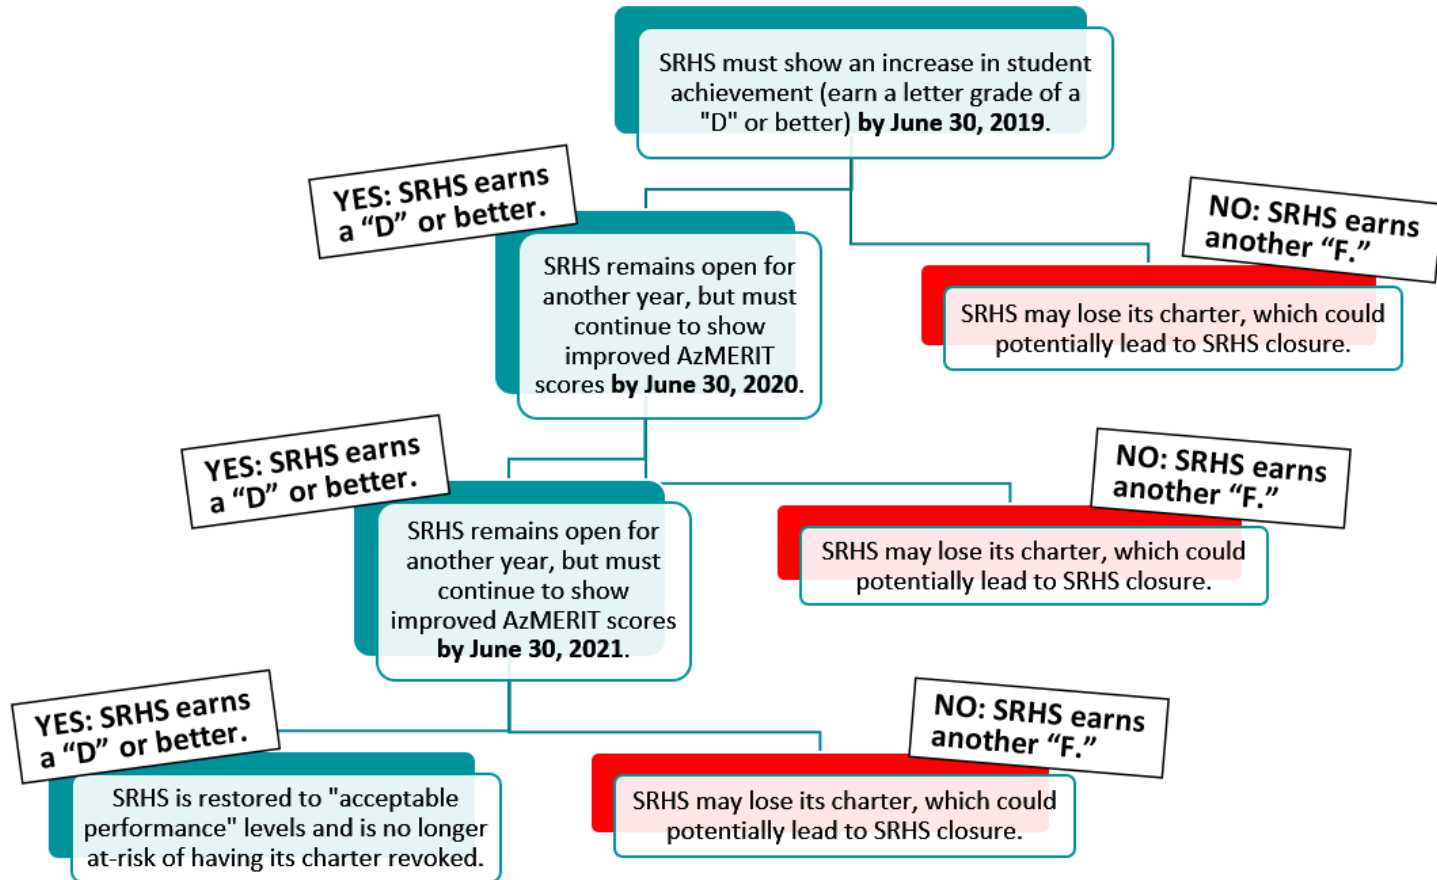 SRHS must show an increase in student
achievement (earn a letter grade of a
"D" or better) by June 30, 2019.
YES: SRHS earns
a “D” or better.
NO: SRHS earns
another “F.”
SRHS remains open for
another year, but must
continue to show
improved AzMERIT
scores by June 30, 2020.
SRHS may lose its charter, which could
potentially lead to SRHS closure.
YES: SRHS earns
a “D” or better.
NO: SRHS earns
another “F.”
SRHS remains open for
another year, but must
continue to show
improved AzMERIT scores
by June 30, 2021.
SRHS may lose its charter, which could
potentially lead to SRHS closure.
YES: SRHS earns
a “D” or better.
NO: SRHS earns
another “F.”
SRHS is restored to "acceptable
performance" levels and is no longer
at-risk of having its charter revoked.
SRHS may lose its charter, which could
potentially lead to SRHS closure.